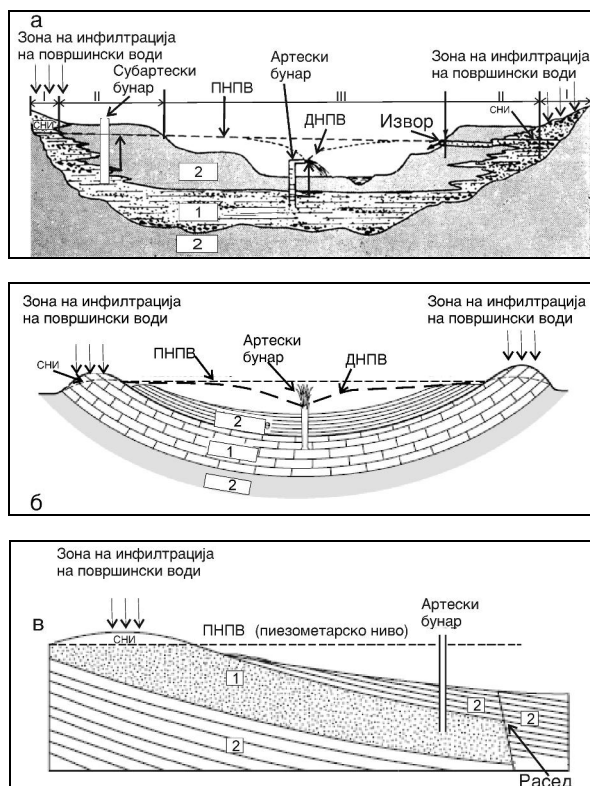 а
Зона на инфилтрација
на површински води
Субартески
бунар
Артески
бунар
Зона на инфилтрација
на површински води
I
II
ПНПВ
III
ДНПВ
Извор
II
I
СНИ
СНИ
2
1
2
Зона на инфилтрација
на површински води
Зона на инфилтрација
на површински води
СНИ
ПНПВ
Артески
бунар
ДНПВ
2
1
2
б
Зона на инфилтрација
на површински води
в
СНИ
ПНПВ (пиезометарско ниво)
Артески
бунар
1
2
2
2
Расед